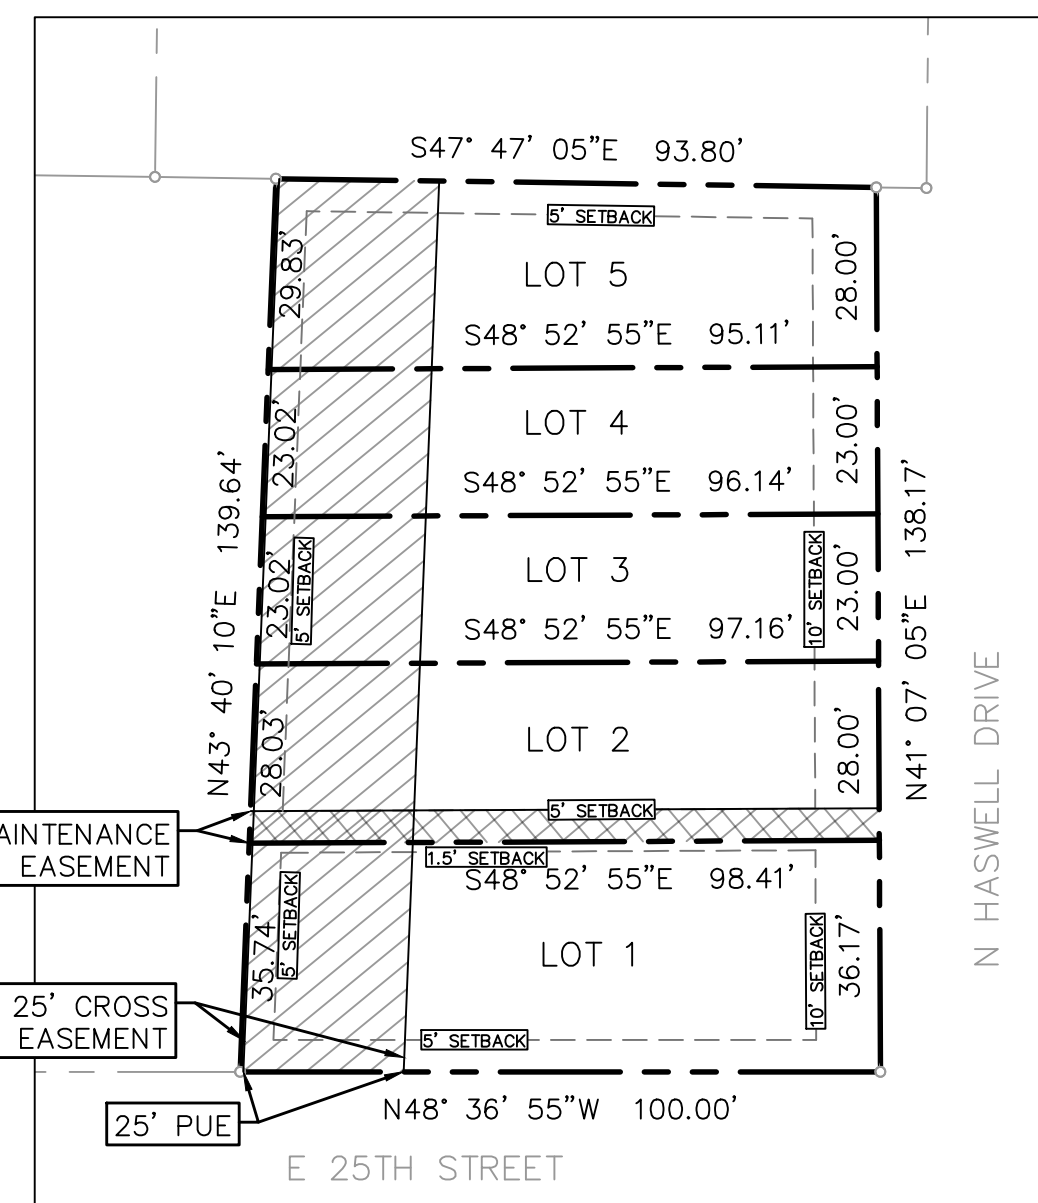 S47° 47' 05"E 93.80'
5' SETBACK
29.83'
LOT 5
28.00'
S48° 52' 55"E 95.11'
23.02'
LOT 4
23.00'
S48° 52' 55"E 96.14'
N43° 40' 10"E 139.64'
N41° 07' 05"E 138.17'
23.02'
5' SETBACK
LOT 3
10' SETBACK
23.00'
S48° 52' 55"E 97.16'
N HASWELL DRIVE
28.03'
LOT 2
28.00'
5' SETBACK
AINTENANCE
EASEMENT
1.5' SETBACK
S48° 52' 55"E 98.41'
35.74'
5' SETBACK
LOT 1
10' SETBACK
36.17'
25' CROSS
EASEMENT
5' SETBACK
N48° 36' 55"W 100.00'
25' PUE
E 25TH STREET